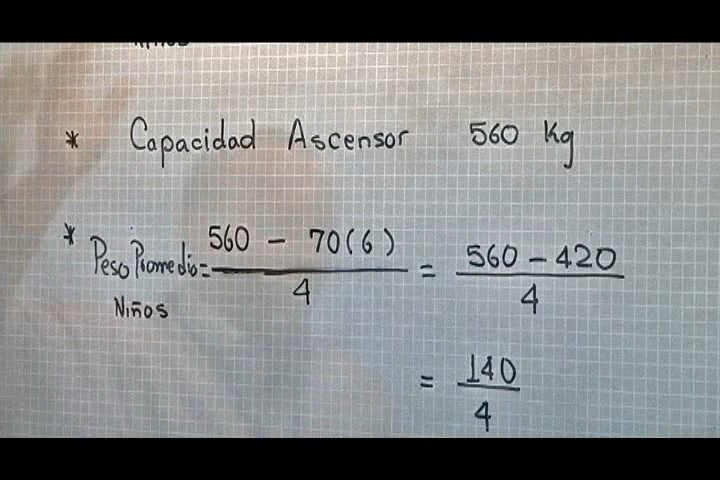 * Capacidad Ascensor 560 Kg
* Peso Promedio Niños = 560 - 70(6) / 4 = 560 - 420 / 4
= 140 / 4